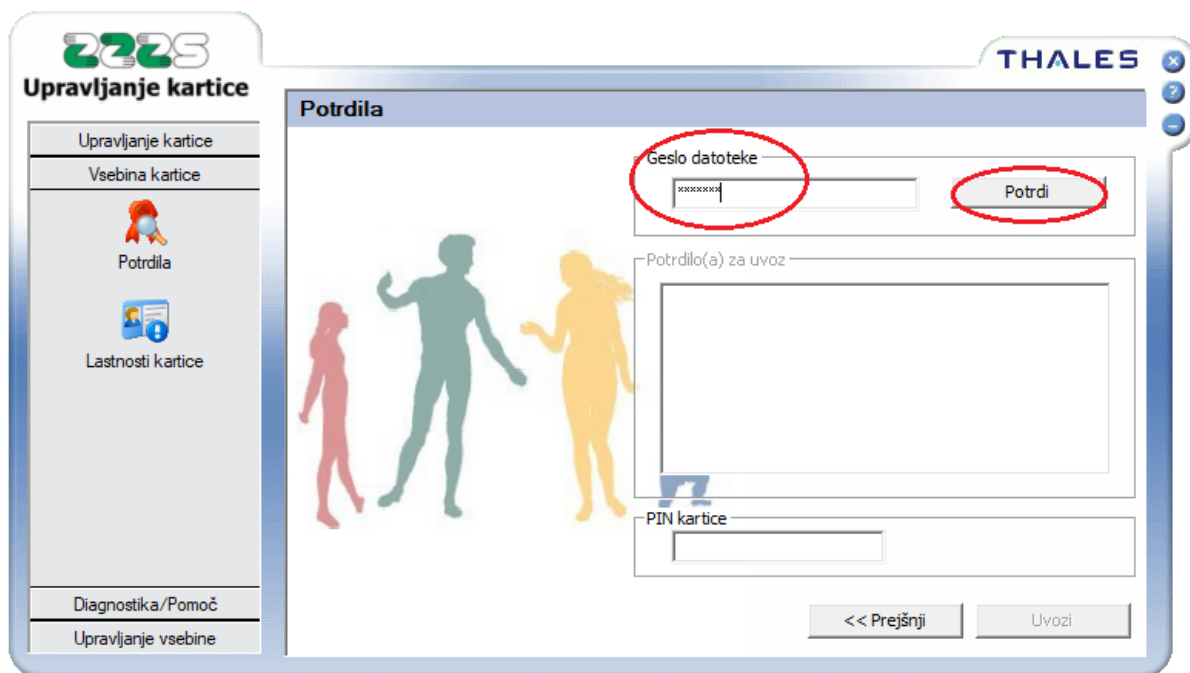 ZZZS
Upravljanje kartice
THALES
Potrdila
Upravljanje kartice
Vsebina kartice
Potrdila
Lastnosti kartice
Diagnostika/Pomoč
Upravljanje vsebine
Geslo datoteke
×××××××
Potrdi
Potrdilo(a) za uvoz
PIN kartice
<< Prejšnji
Uvozi